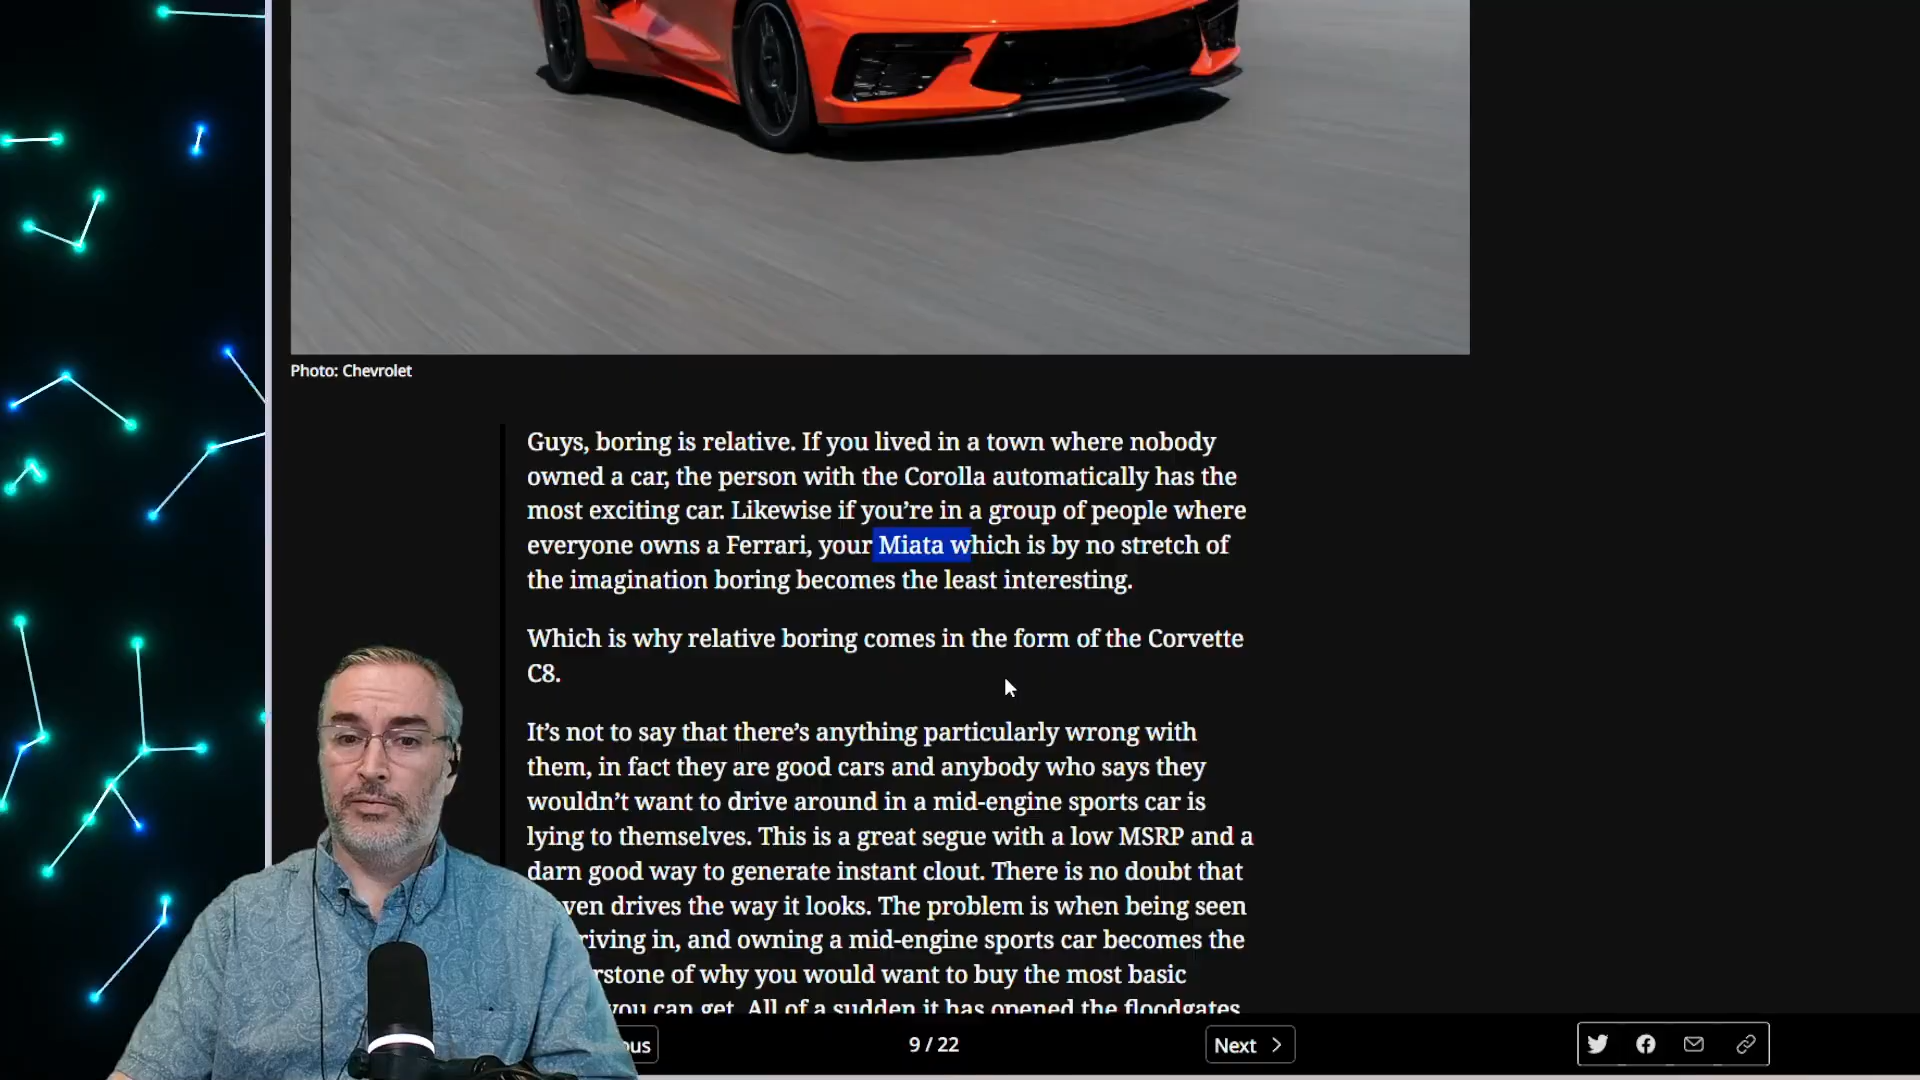 Photo: Chevrolet
Guys, boring is relative. If you lived in a town where nobody
owned a car, the person with the Corolla automatically has the
most exciting car. Likewise if you’re in a group of people where
everyone owns a Ferrari, your Miata which is by no stretch of
the imagination boring becomes the least interesting.
Which is why relative boring comes in the form of the Corvette
C8.
It’s not to say that there’s anything particularly wrong with
them, in fact they are good cars and anybody who says they
wouldn’t want to drive around in a mid-engine sports car is
lying to themselves. This is a great segue with a low MSRP and a
darn good way to generate instant clout. There is no doubt that
ven drives the way it looks. The problem is when being seen
riving in, and owning a mid-engine sports car becomes the
rstone of why you would want to buy the most basic
you can get. All of a sudden it has opened the floodgates
ous
9 / 22
Next